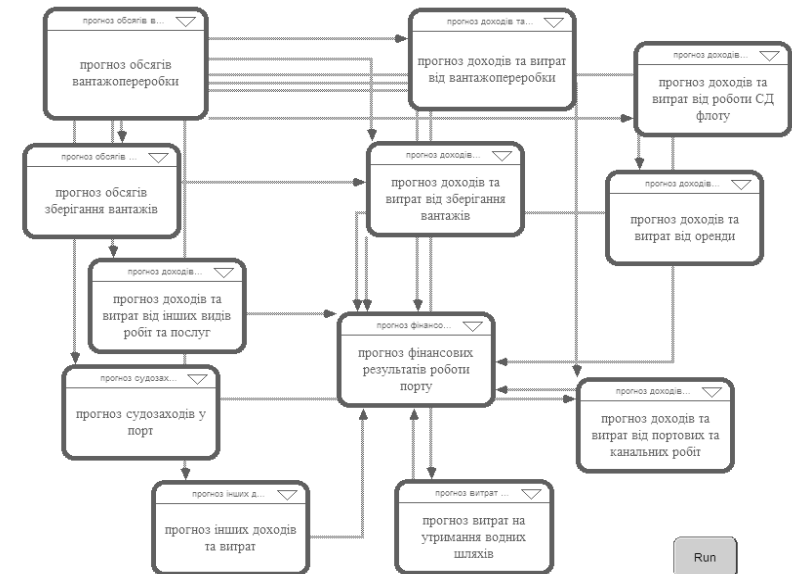 прогноз обсягів в...
прогноз обсягів
вантажопереробки
прогноз доходів та...
прогноз доходів та витрат
від вантажопереробки
прогноз доходів...
прогноз доходів та
витрат від роботи СД
флоту
прогноз обсягів ...
прогноз обсягів
зберігання вантажів
прогноз доходів...
прогноз доходів та
витрат від зберігання
вантажів
прогноз доходів...
прогноз доходів та
витрат від оренди
прогноз доходів...
прогноз доходів та
витрат від інших видів
робіт та послуг
прогноз фінансо...
прогноз фінансових
результатів роботи
порту
прогноз судозах...
прогноз судозаходів у
порт
прогноз доходів...
прогноз доходів та
витрат від портових та
канальних робіт
прогноз інших д...
прогноз інших доходів
та витрат
прогноз витрат ...
прогноз витрат на
утримання водних
шляхів
Run